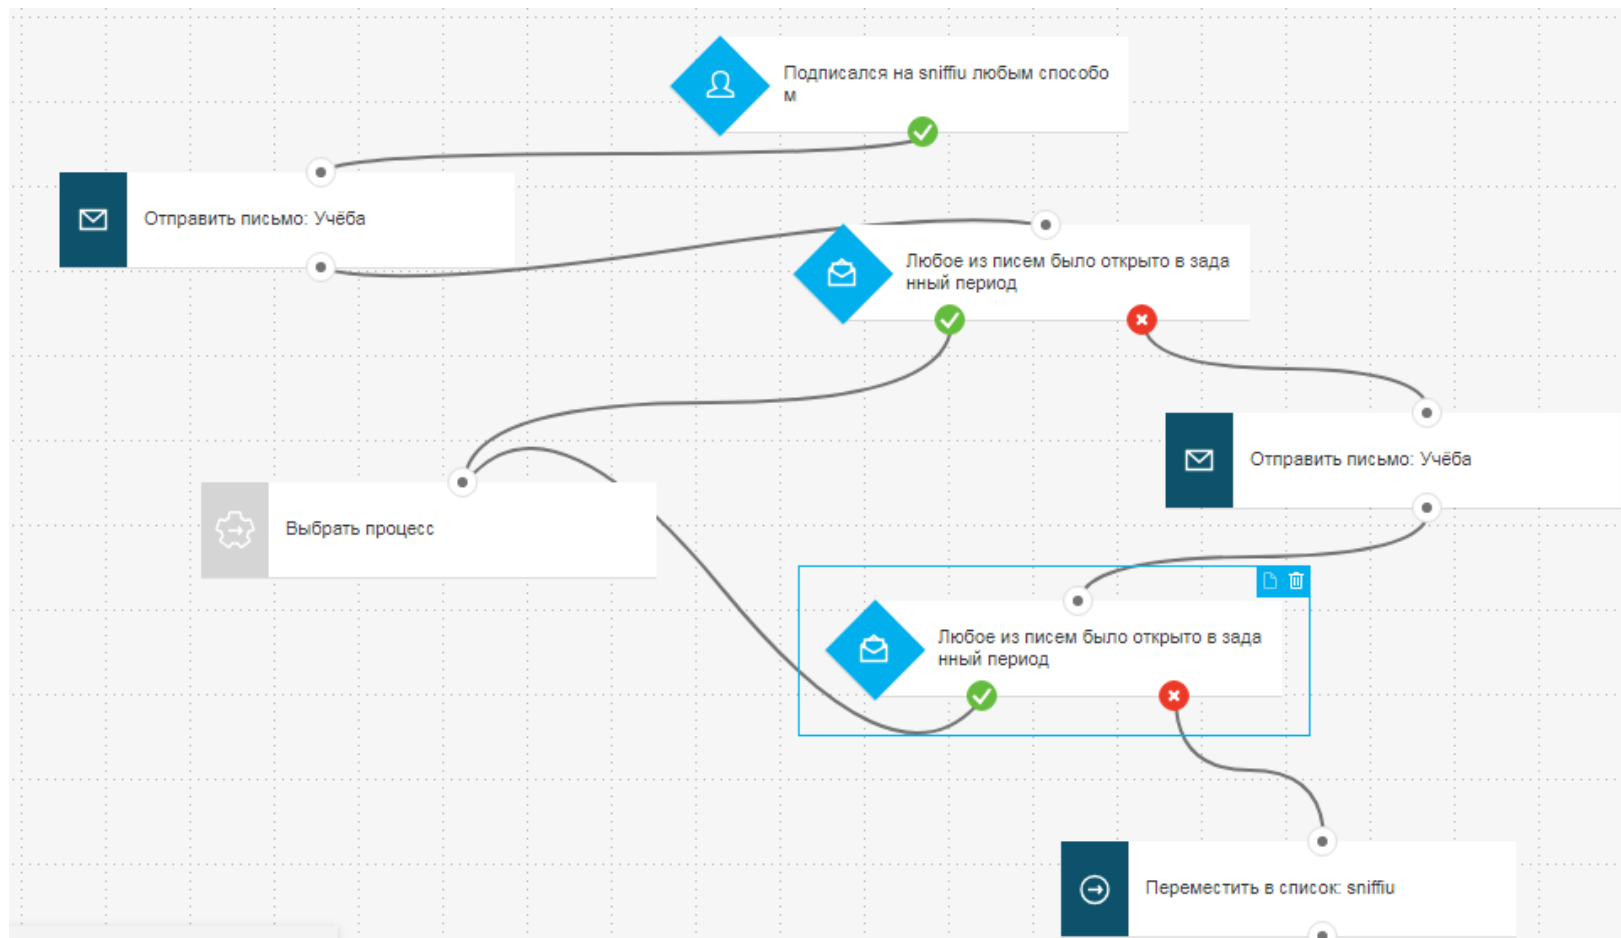 Подписался на sniffiu любым способо
м
Отправить письмо: Учёба
Любое из писем было открыто в зада
нный период
Отправить письмо: Учёба
Выбрать процесс
Любое из писем было открыто в зада
нный период
Переместить в список: sniffiu